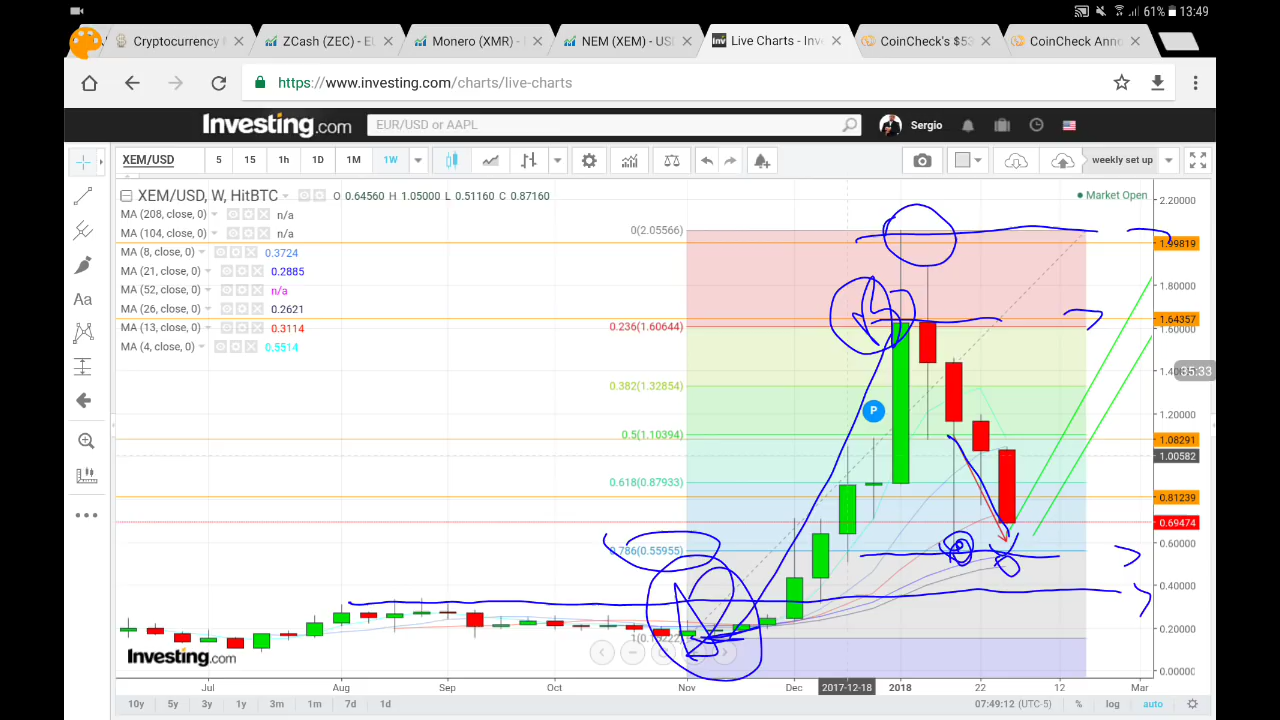 61% 13:49
Cryptocurrency ZCash (ZEC) - EU Monero (XMR) - NEM (XEM) - USD Live Charts - Inve CoinCheck's $53 CoinCheck Anno
https://www.investing.com/charts/live-charts
Investing.com EUR/USD or AAPL Sergio
XEM/USD 5 15 1h 1D 1M 1W weekly set up
XEM/USD, W, HitBTC O 0.64560 H 1.05000 L 0.51160 C 0.87160 Market Open
MA (208, close, 0) n/a
MA (104, close, 0) n/a
MA (8, close, 0) 0.3724
MA (21, close, 0) 0.2885
MA (52, close, 0) n/a
MA (26, close, 0) 0.2621
MA (13, close, 0) 0.3114
MA (4, close, 0) 0.5514
Aa
2.20000
0(2.05566)
1.99819
1.80000
1.64357
0.236(1.60644) 1.60000
5:33
0.382(1.32854)
P
1.20000
0.5(1.10394) 1.08291
1.00582
0.618(0.87933)
0.81239
0.69474
0.786(0.55955) 0.60000
0.40000
0.20000
Investing.com
0.00000
Jul Aug Sep Oct Nov Dec 2017-12-18 2018 22 12 Mar
10y 5y 3y 1y 3m 1m 7d 1d 07:49:12 (UTC-5) % log auto